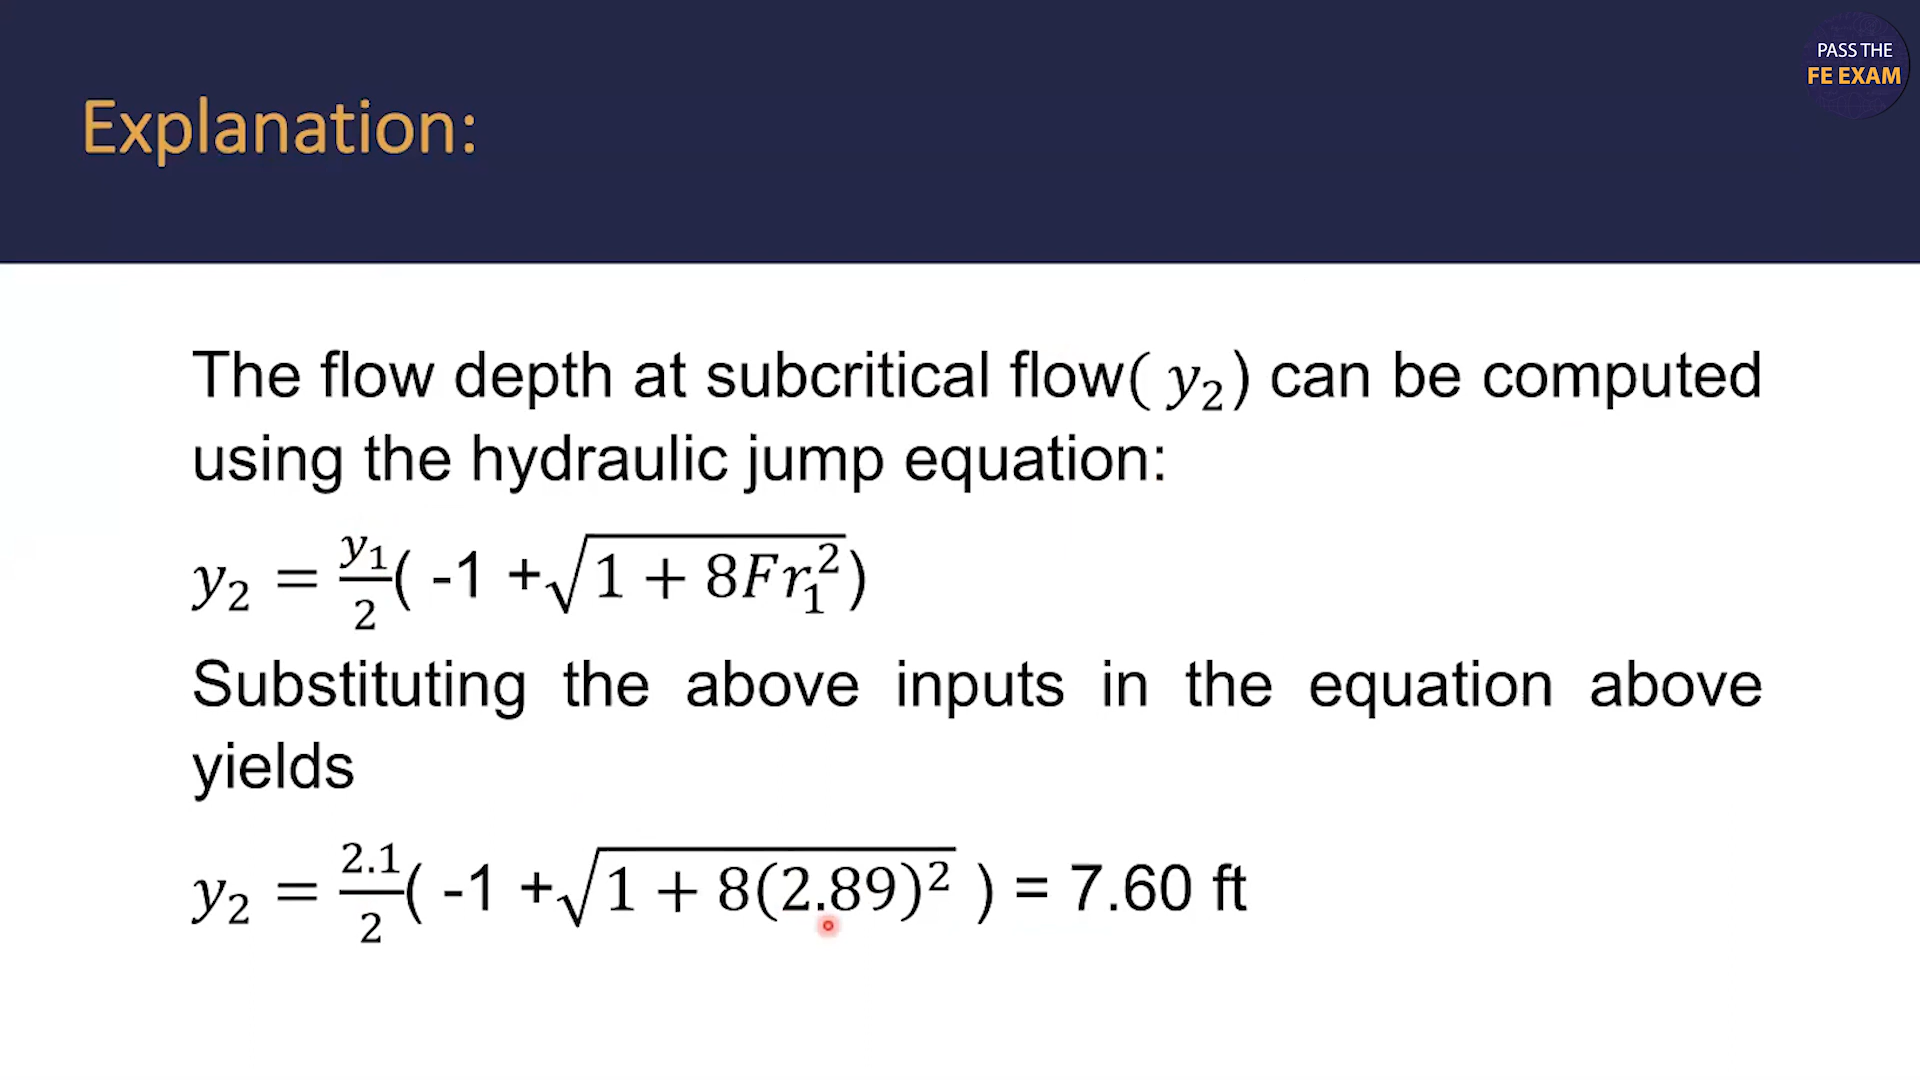 PASS THE
FE EXAM
Explanation:
The flow depth at subcritical flow( y₂) can be computed
using the hydraulic jump equation:
y₂ = y₁/2( -1 +√(1 + 8Fr₁²))
Substituting the above inputs in the equation above
yields
y₂ = 2.1/2( -1 +√(1 + 8(2.89)²) ) = 7.60 ft